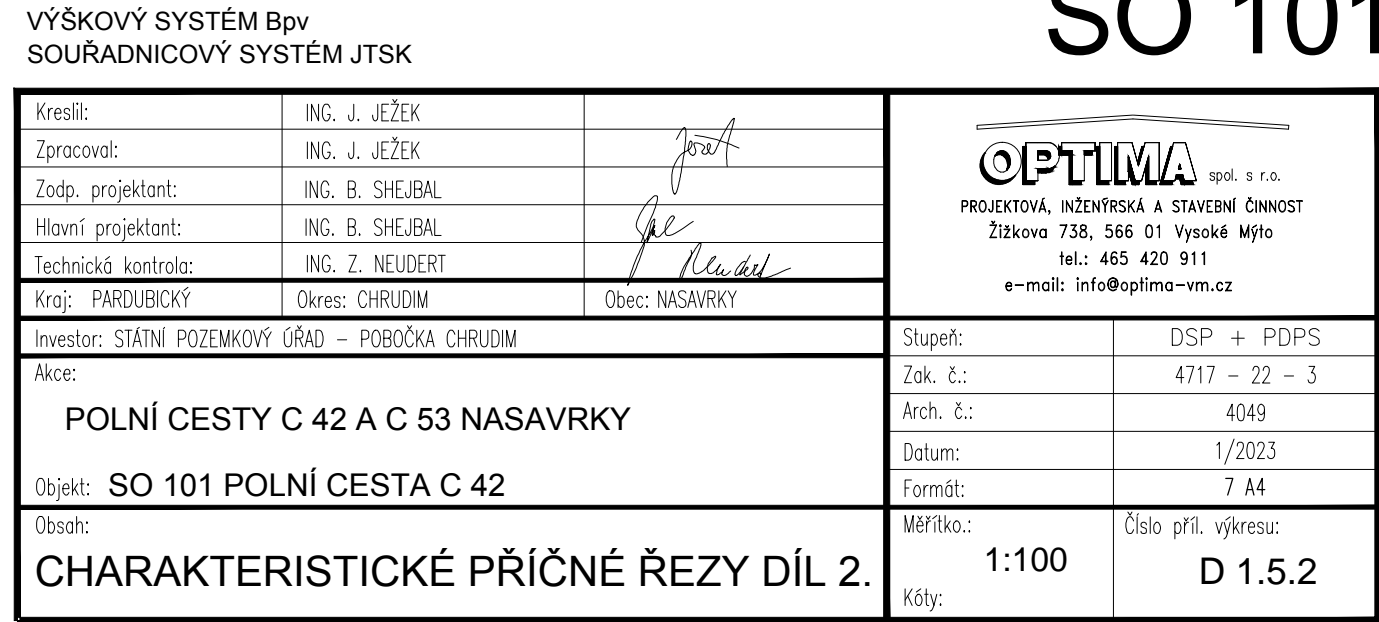 VÝŠKOVÝ SYSTÉM Bpv
SOUŘADNICOVÝ SYSTÉM JTSK
SO 101
Kreslil: ING. J. JEŽEK
Zpracoval: ING. J. JEŽEK
Zodp. projektant: ING. B. SHEJBAL
Hlavní projektant: ING. B. SHEJBAL
Technická kontrola: ING. Z. NEUDERT
Kraj: PARDUBICKÝ Okres: CHRUDIM Obec: NASAVRKY
OPTIMA spol. s r.o.
PROJEKTOVÁ, INŽENÝRSKÁ A STAVEBNÍ ČINNOST
Žižkova 738, 566 01 Vysoké Mýto
tel.: 465 420 911
e-mail: info@optima-vm.cz
Investor: STÁTNÍ POZEMKOVÝ ÚŘAD – POBOČKA CHRUDIM
Akce:
POLNÍ CESTY C 42 A C 53 NASAVRKY
Objekt: SO 101 POLNÍ CESTA C 42
Stupeň: DSP + PDPS
Zak. č.: 4717 – 22 – 3
Arch. č.: 4049
Datum: 1/2023
Formát: 7 A4
Obsah:
CHARAKTERISTICKÉ PŘÍČNÉ ŘEZY DÍL 2.
Měřítko.:
1:100
Kóty:
Číslo příl. výkresu:
D 1.5.2